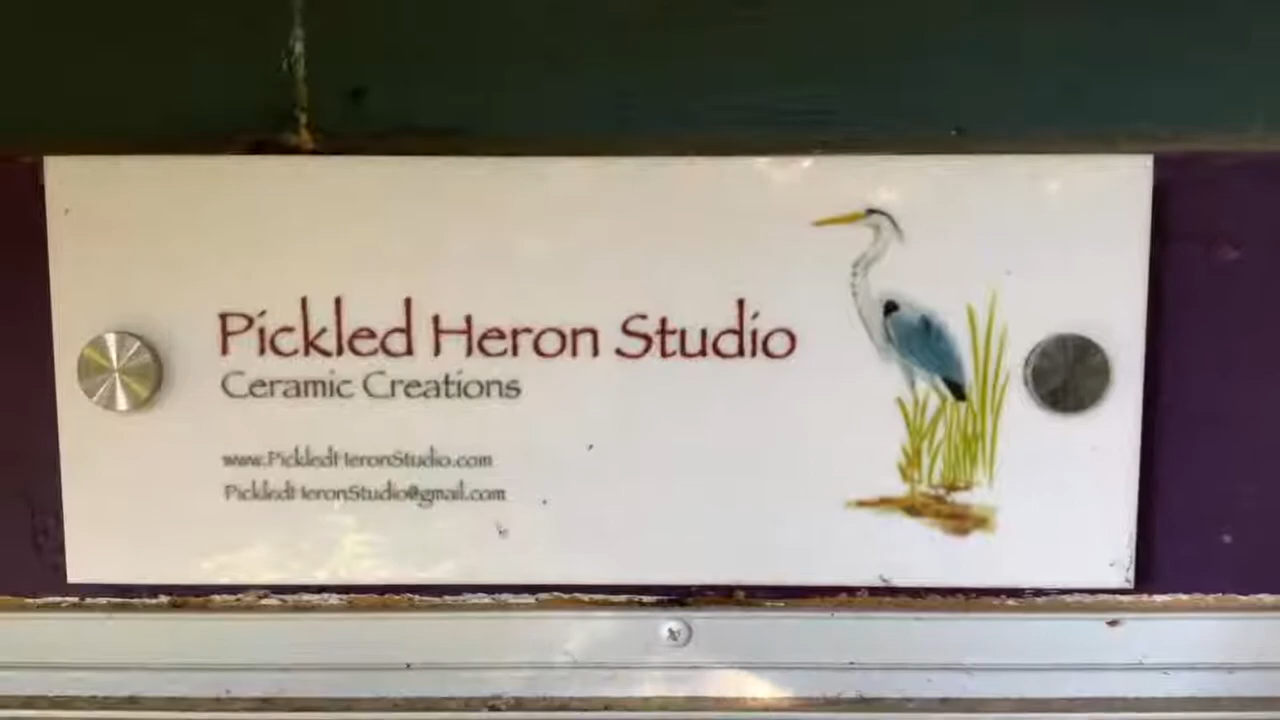 Pickled Heron Studio
Ceramic Creations
www.PickledHeronStudio.com
PickledHeronStudio@gmail.com